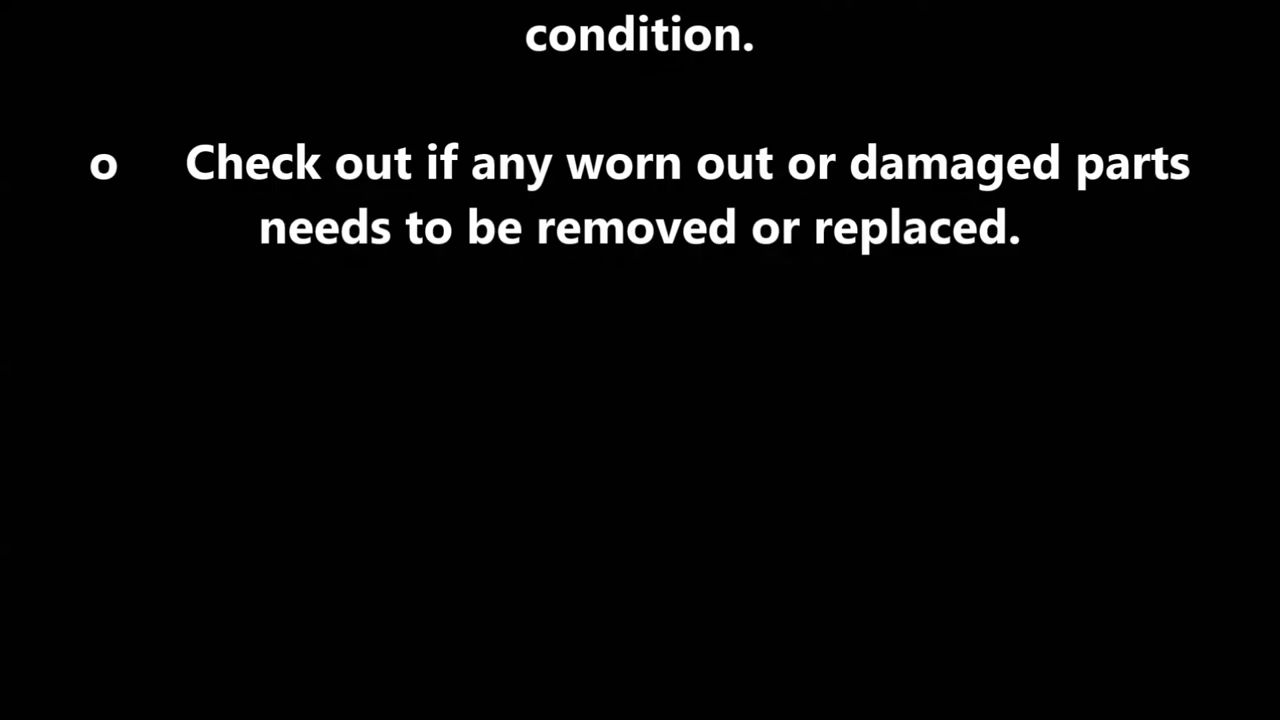 condition.
o Check out if any worn out or damaged parts
needs to be removed or replaced.